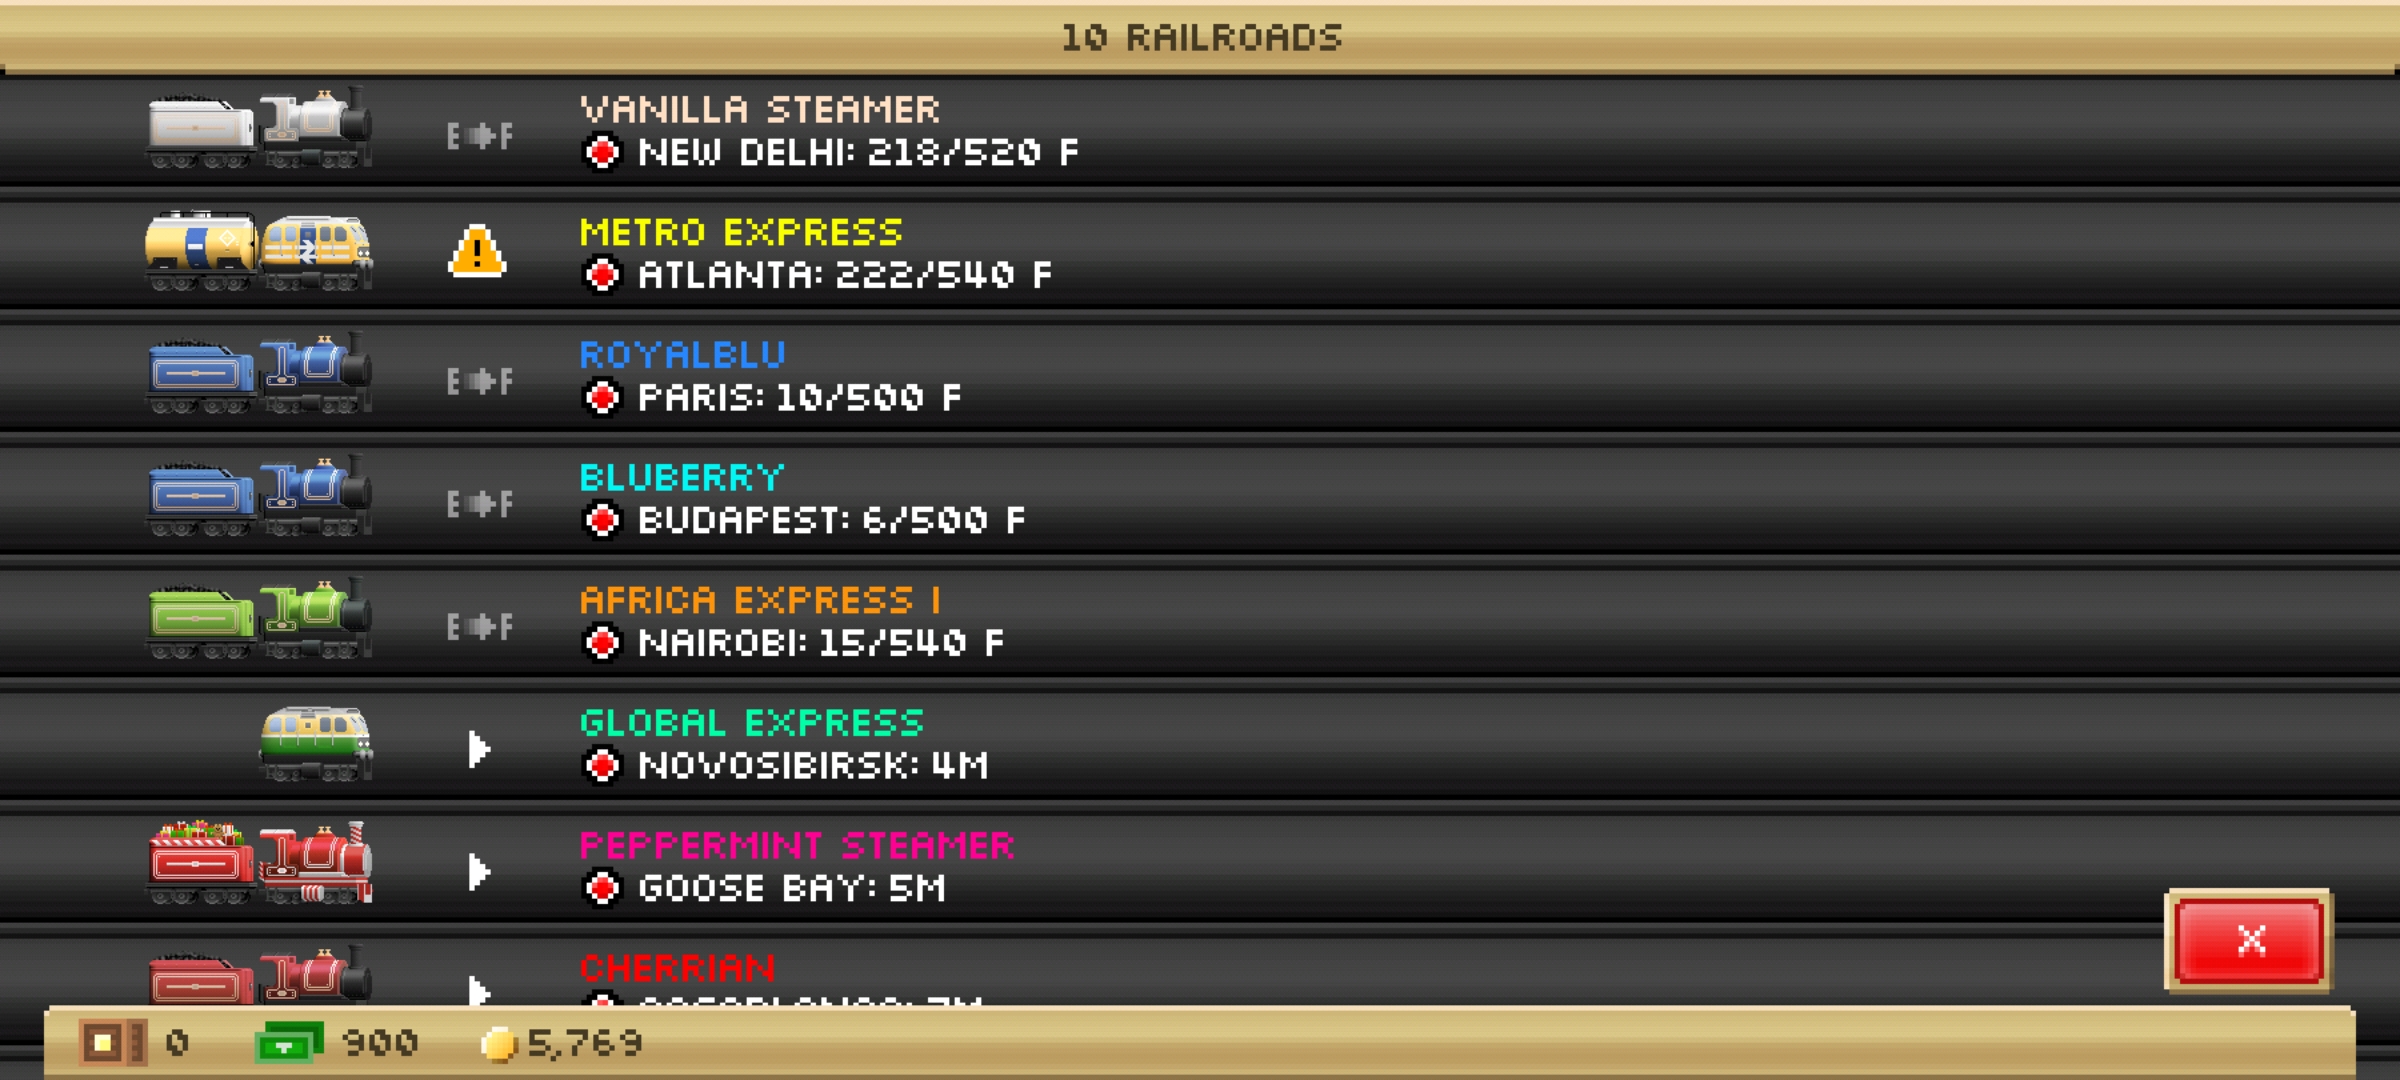 10 RAILROADS
VANILLA STEAMER
E F
NEW DELHI: 218/520 F
METRO EXPRESS
!
ATLANTA: 222/540 F
ROYALBLU
E F
PARIS: 10/500 F
BLUBERRY
E F
BUDAPEST: 6/500 F
AFRICA EXPRESS I
E F
NAIROBI: 15/540 F
GLOBAL EXPRESS
NOVOSIBIRSK: 4M
PEPPERMINT STEAMER
GOOSE BAY: 5M
X
CHERRIAN
0 900 5,769